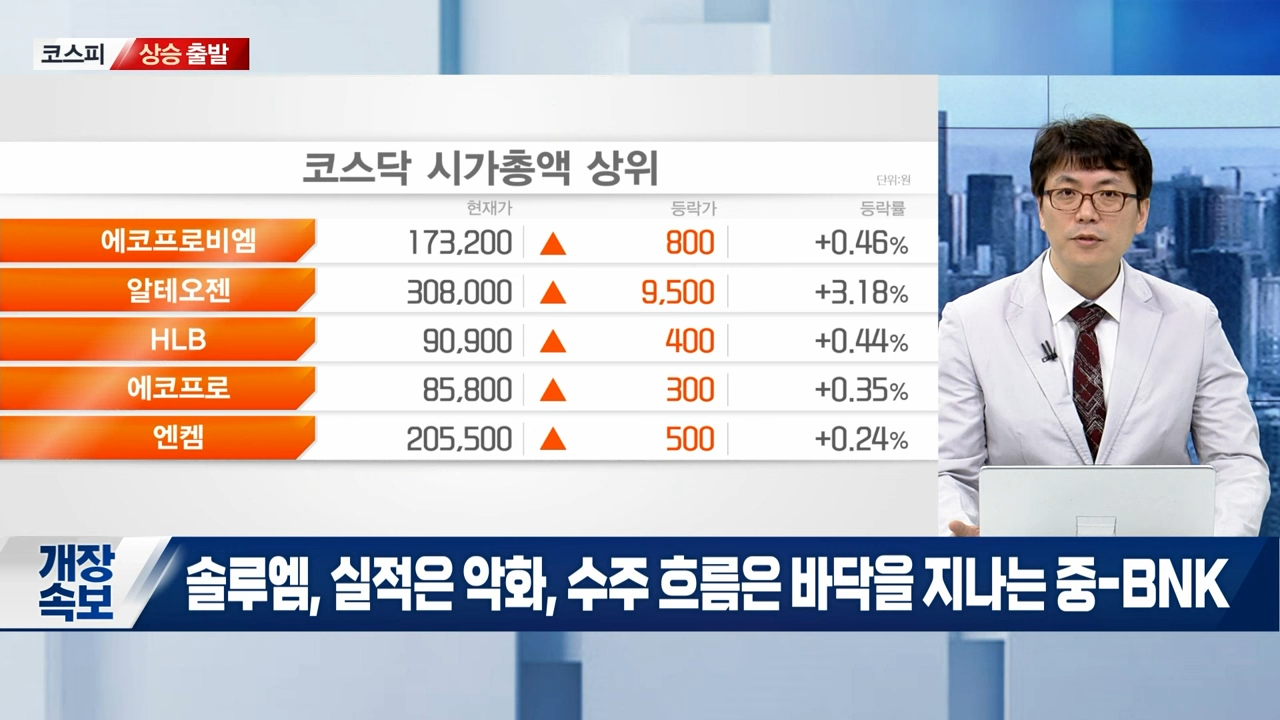 코스피 상승 출발
코스닥 시가총액 상위
단위:원
현재가 등락가 등락률
에코프로비엠 173,200 ▲ 800 +0.46%
알테오젠 308,000 ▲ 9,500 +3.18%
HLB 90,900 ▲ 400 +0.44%
에코프로 85,800 ▲ 300 +0.35%
엔켐 205,500 ▲ 500 +0.24%
개장
속보
솔루엠, 실적은 악화, 수주 흐름은 바닥을 지나는 중-BNK